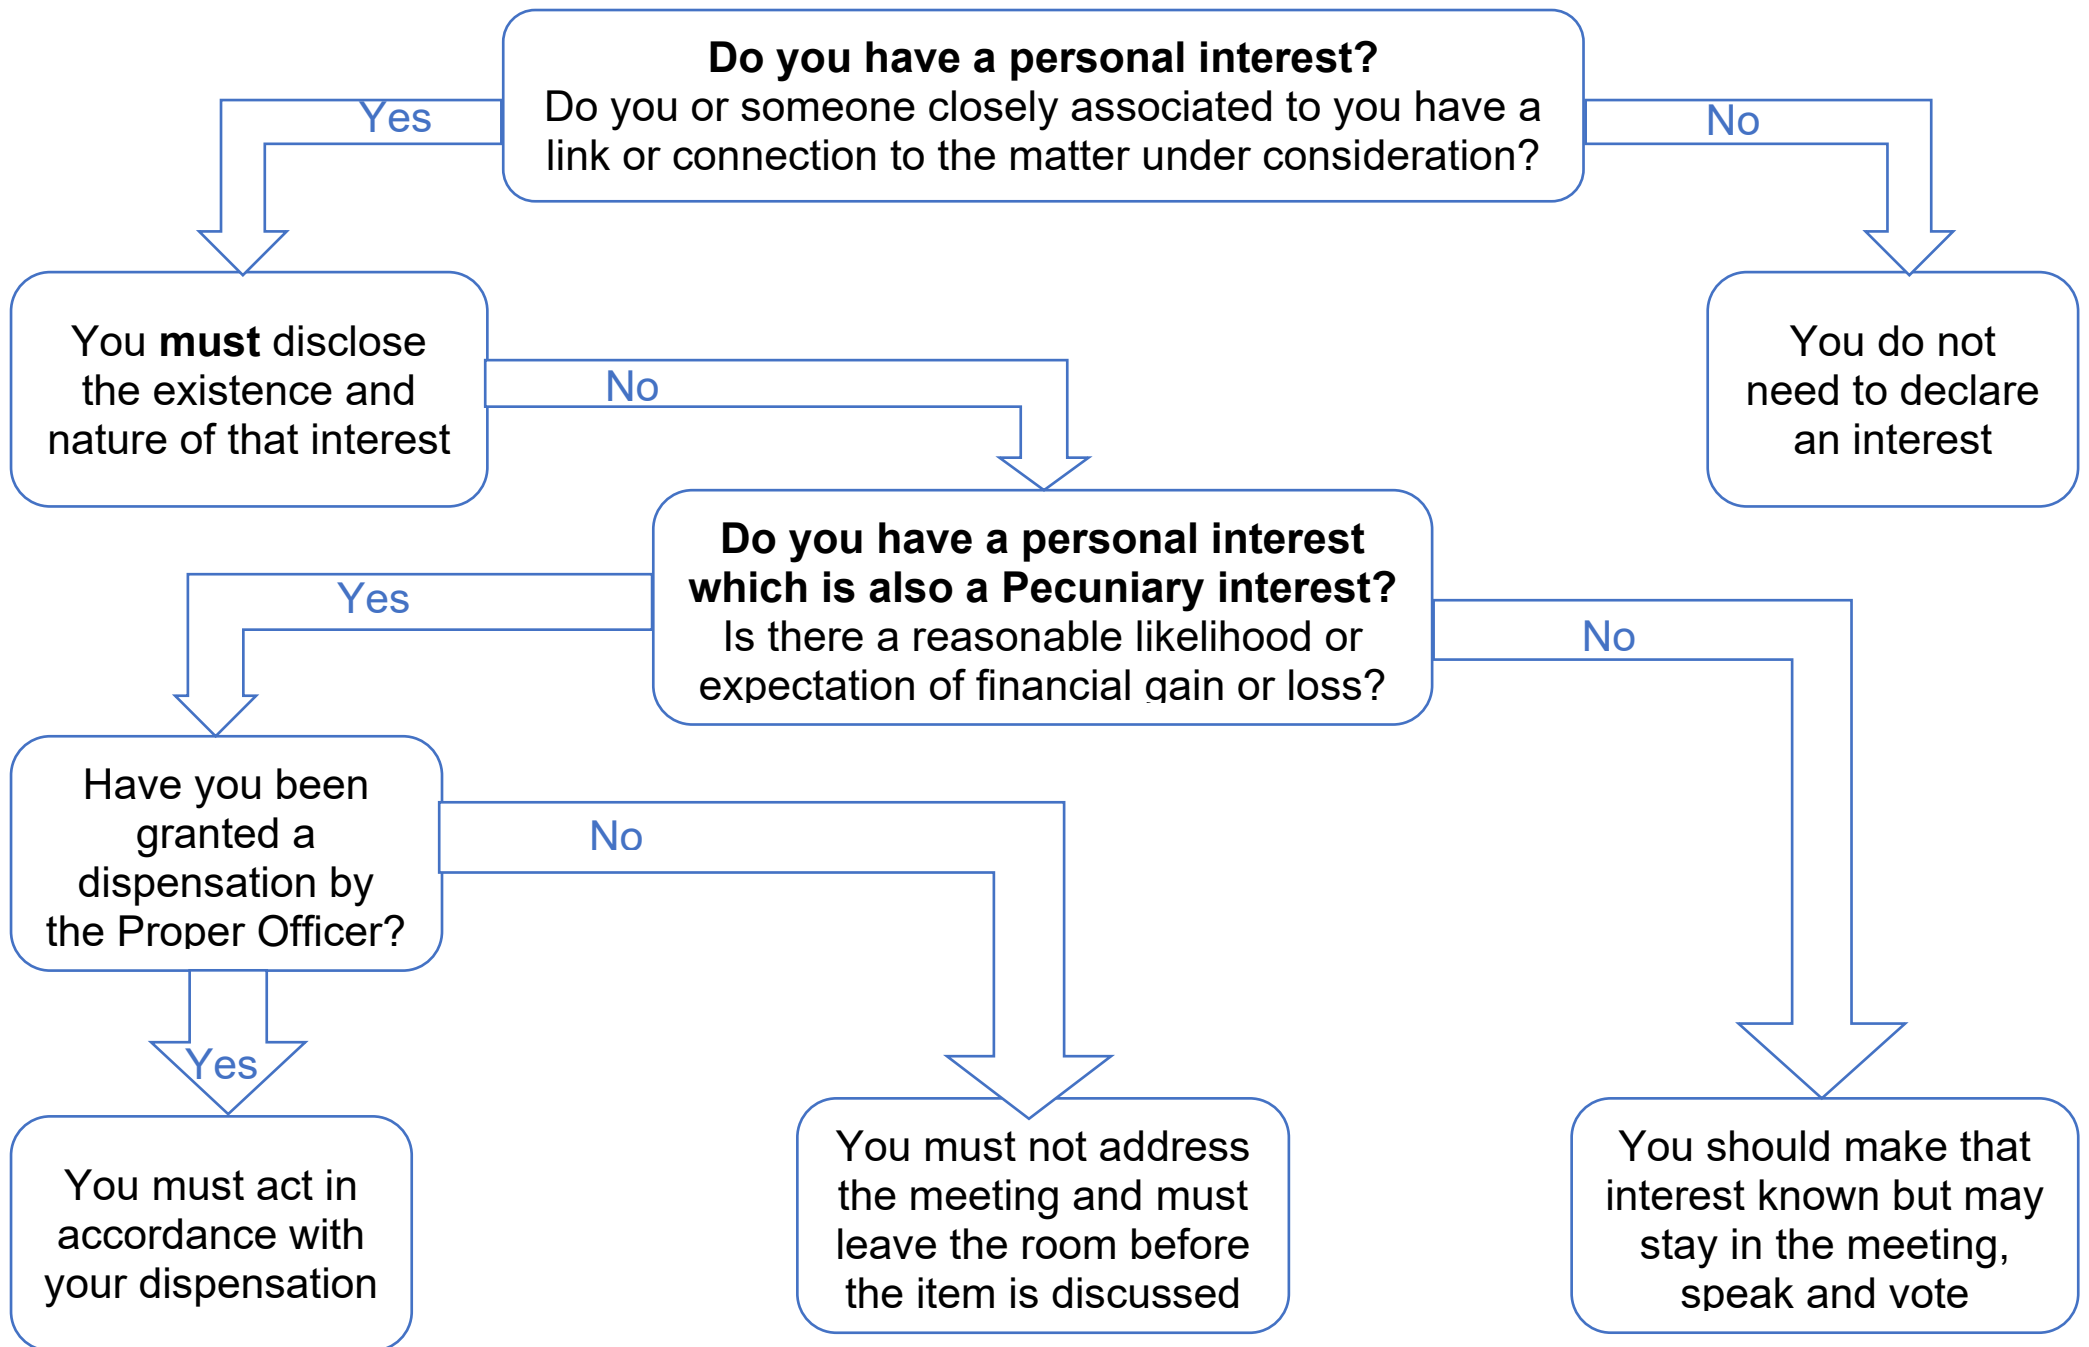 Do you have a personal interest?
Do you or someone closely associated to you have a
link or connection to the matter under consideration?
Yes
No
You must disclose
the existence and
nature of that interest
No
You do not
need to declare
an interest
Do you have a personal interest
which is also a Pecuniary interest?
Is there a reasonable likelihood or
expectation of financial gain or loss?
Yes
No
Have you been
granted a
dispensation by
the Proper Officer?
No
Yes
You must act in
accordance with
your dispensation
You must not address
the meeting and must
leave the room before
the item is discussed
You should make that
interest known but may
stay in the meeting,
speak and vote